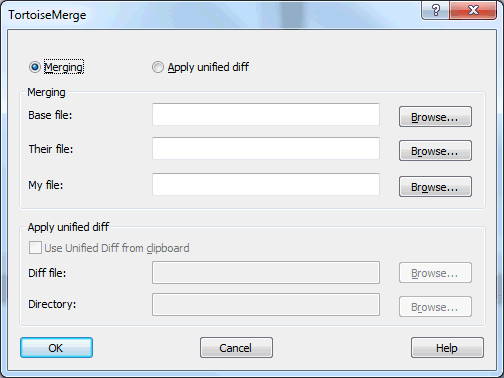 TortoiseMerge
Merging Apply unified diff
Merging
Base file: Browse...
Their file: Browse...
My file: Browse...
Apply unified diff
Use Unified Diff from clipboard
Diff file: Browse...
Directory: Browse...
OK Cancel Help